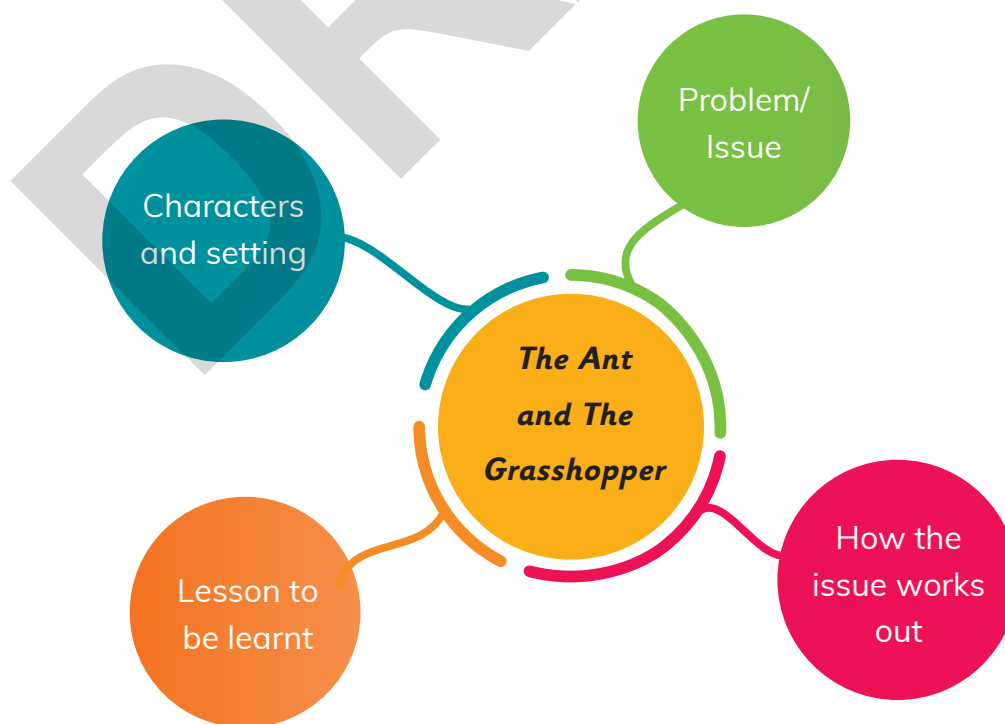 Problem/
Issue
Characters
and setting
The Ant
and The
Grasshopper
How the
issue works
out
Lesson to
be learnt